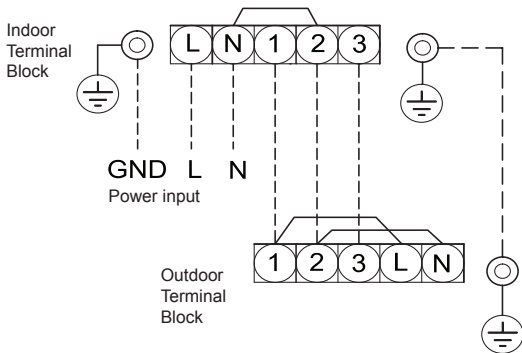 Indoor
Terminal
Block
L N 1 2 3
GND L N
Power input
1 2 3 L N
Outdoor
Terminal
Block